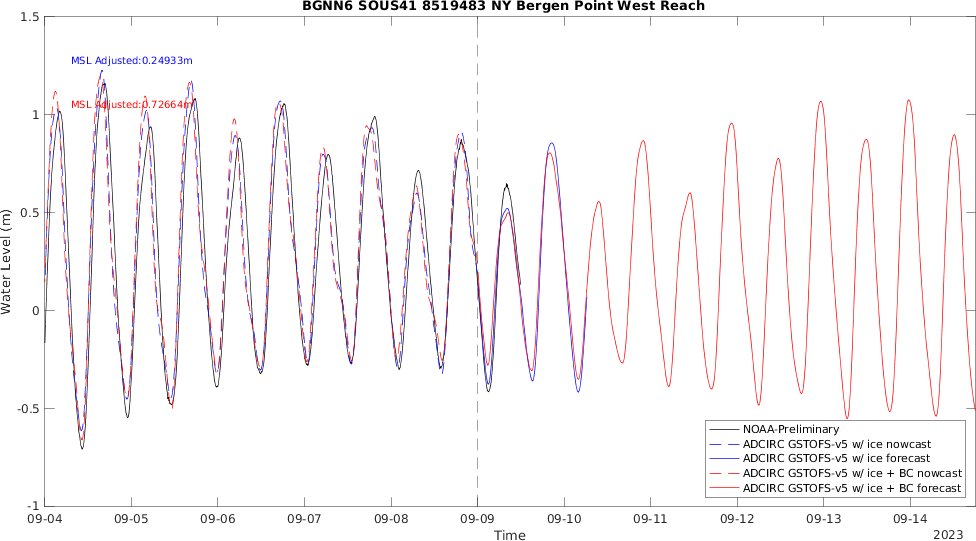 BGNN6 SOUS41 8519483 NY Bergen Point West Reach
1.5
1
0.5
0
-0.5
-1
Water Level (m)
MSL Adjusted:0.24933m
MSL Adjusted:0.72664m
NOAA-Preliminary
ADCIRC GSTOFS-v5 w/ ice nowcast
ADCIRC GSTOFS-v5 w/ ice forecast
ADCIRC GSTOFS-v5 w/ ice + BC nowcast
ADCIRC GSTOFS-v5 w/ ice + BC forecast
09-04 09-05 09-06 09-07 09-08 09-09 09-10 09-11 09-12 09-13 09-14
Time
2023